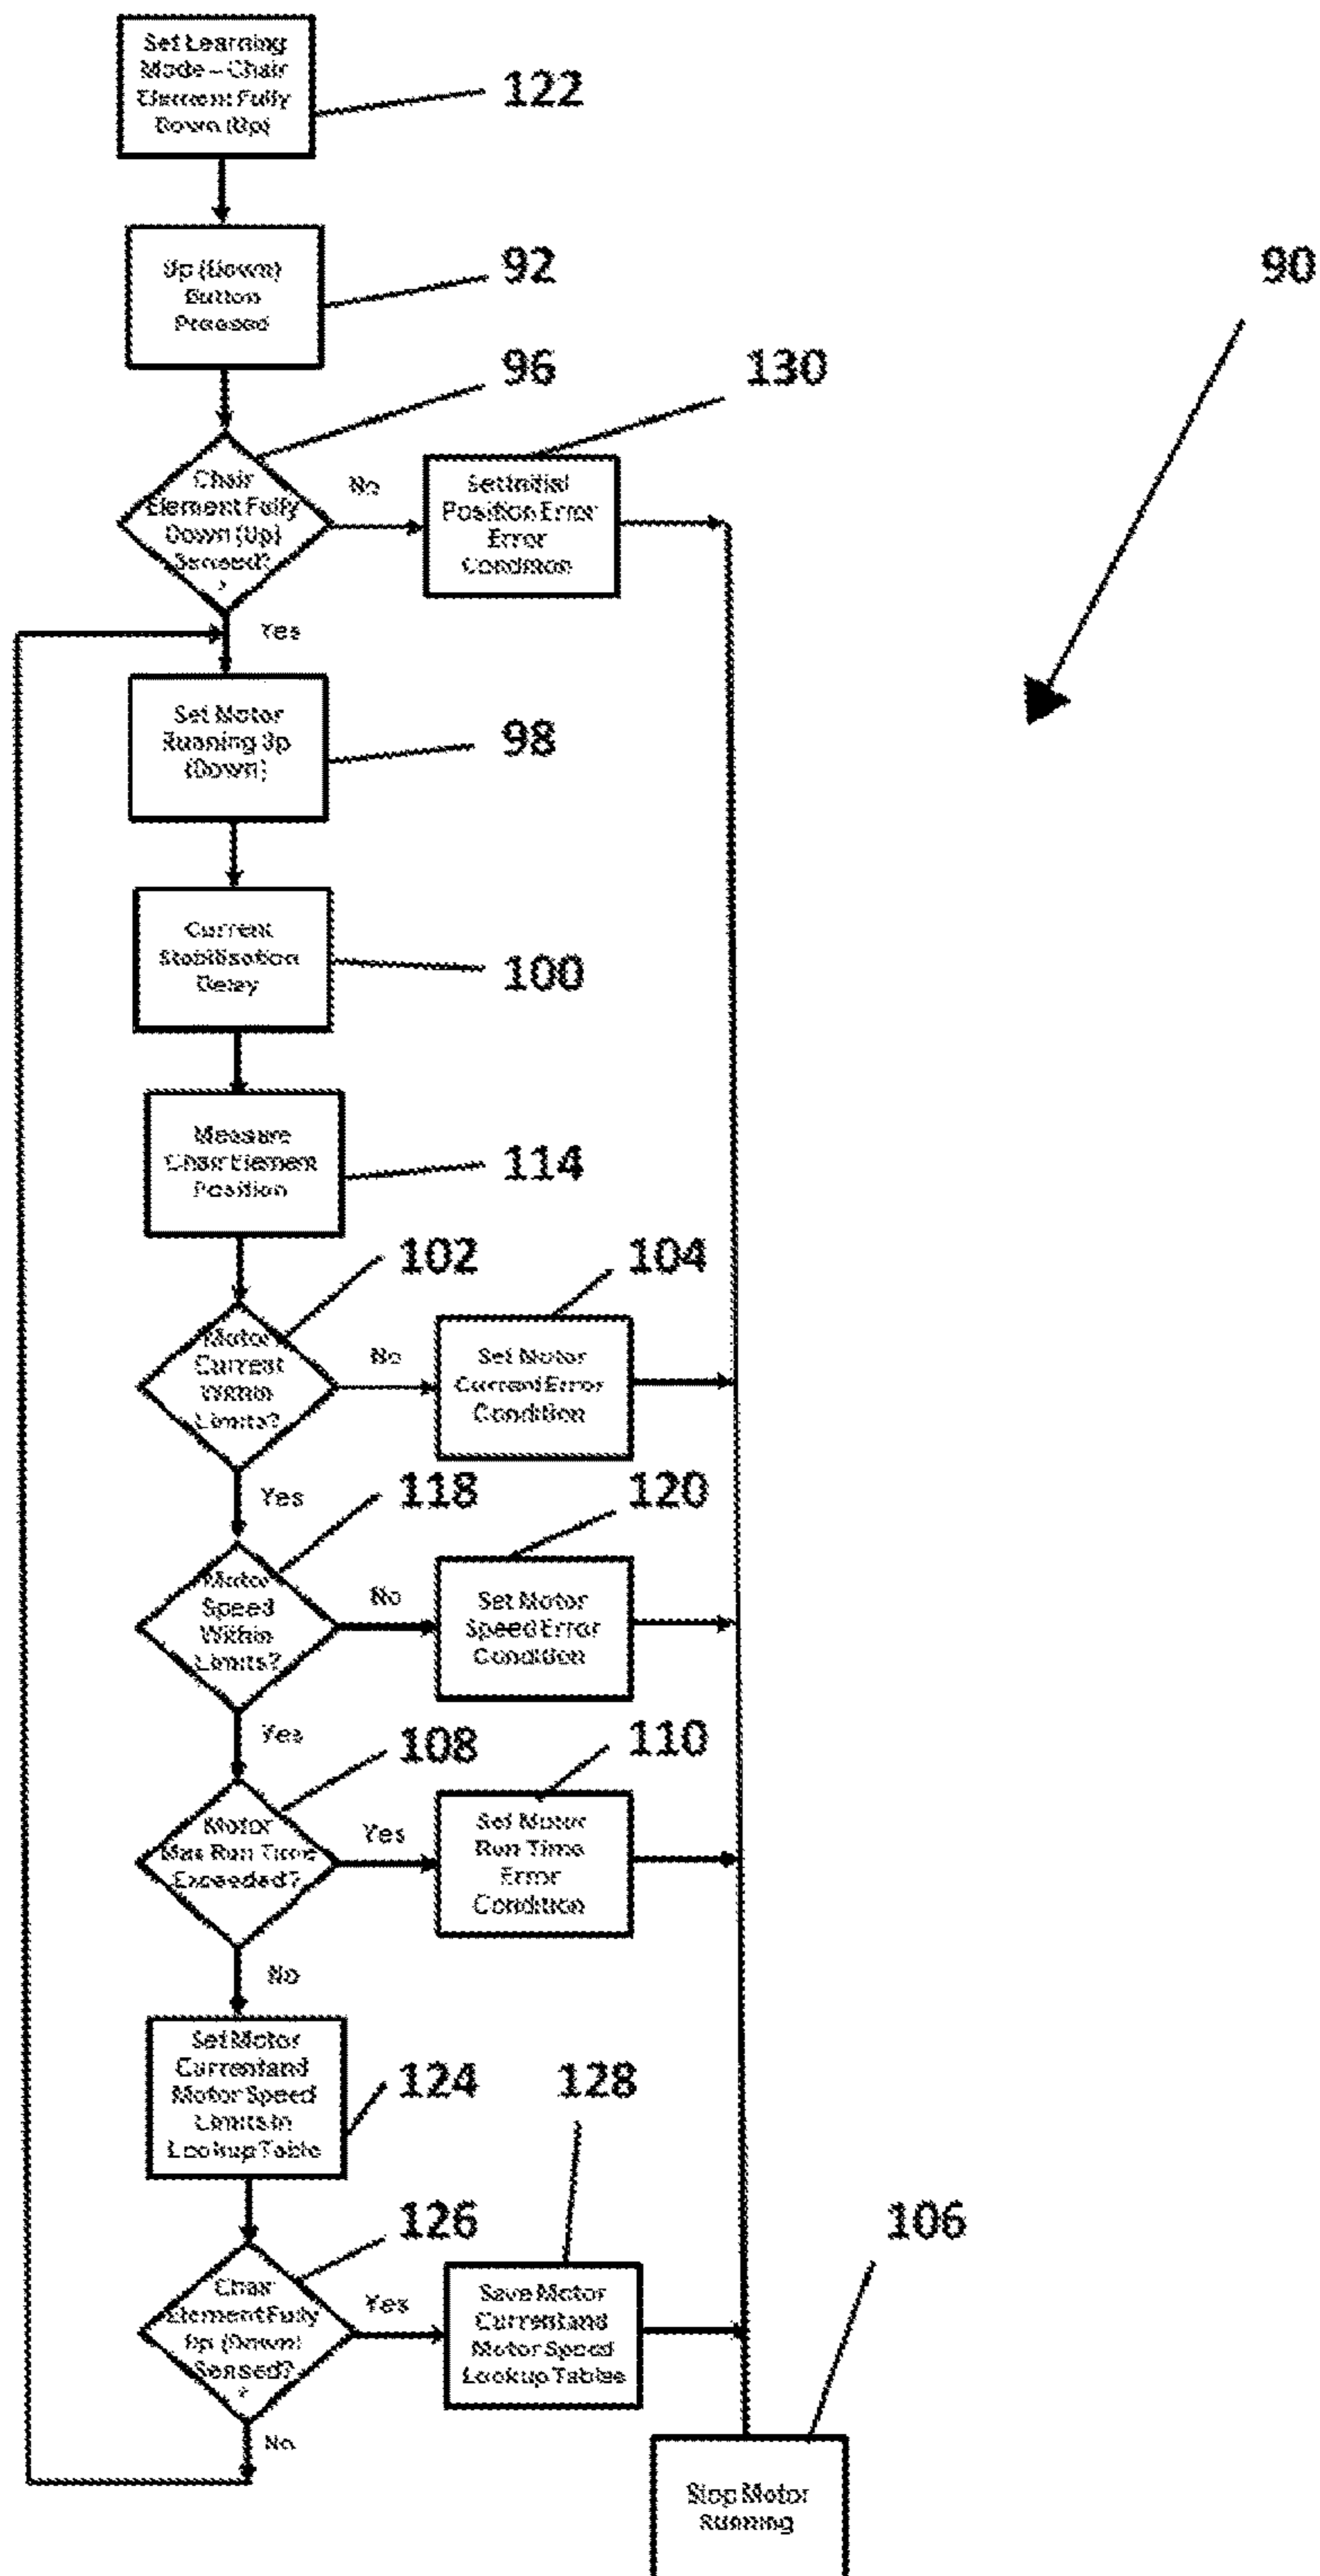 Set Learning
Mode – Chair
Element Fully
Down (Up)
122
Up (Down)
Button
Pressed
92
90
96
130
Chair
Element Fully
Down (Up)
Sensed?
No
Set Initial
Position Error
Error
Condition
Yes
Set Motor
Running Up
(Down)
98
Current
Stabilisation
Delay
100
Measure
Chair Element
Position
114
102
104
Motor
Current
Within
Limits?
No
Set Motor
Current Error
Condition
Yes
118
120
Motor
Speed
Within
Limits?
No
Set Motor
Speed Error
Condition
Yes
108
110
Motor
Max Run Time
Exceeded?
Yes
Set Motor
Run Time
Error
Condition
No
Set Motor
Current and
Motor Speed
Limits in
Lookup Table
124
128
126
106
Chair
Element Fully
Up (Down)
Sensed?
Yes
Save Motor
Current and
Motor Speed
Lookup Tables
No
Stop Motor
Running